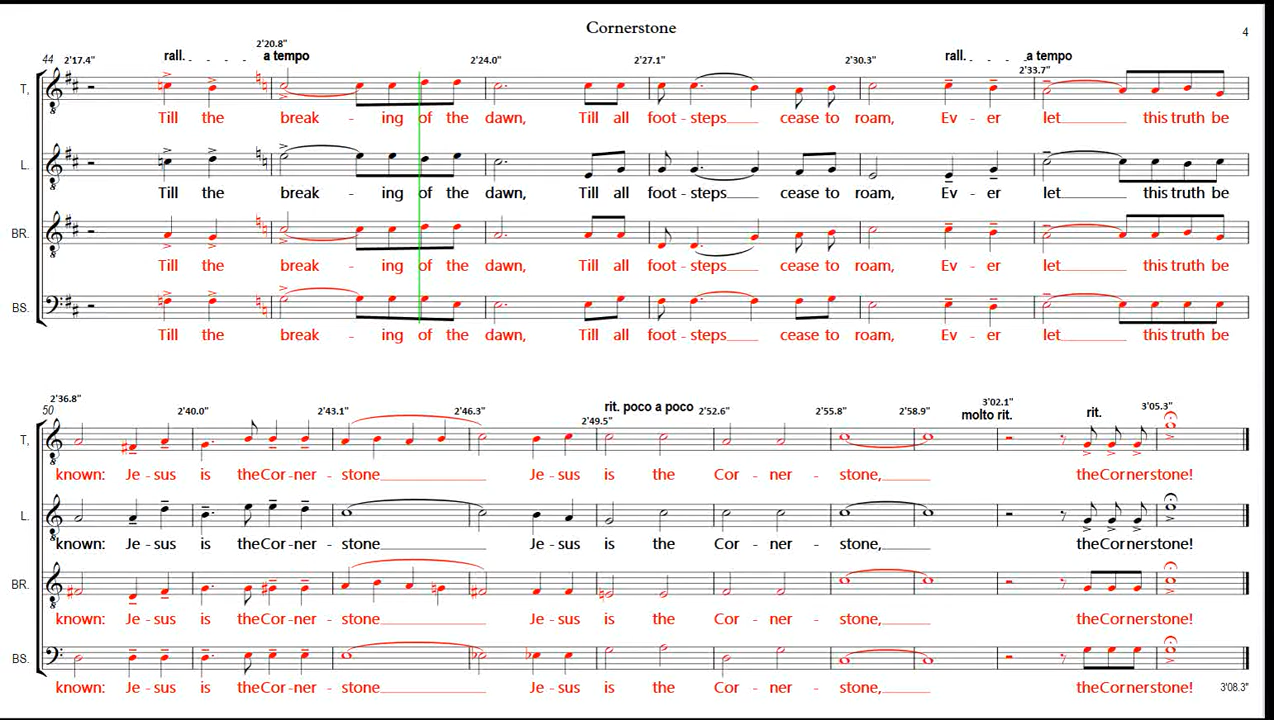 Cornerstone
4
44 2'17.4" rall. 2'20.8" a tempo 2'24.0" 2'27.1" 2'30.3" rall. a tempo 2'33.7"
T,
Till the break - ing of the dawn, Till all foot - steps cease to roam, Ev - er let this truth be
L.
Till the break - ing of the dawn, Till all foot - steps cease to roam, Ev - er let this truth be
BR.
Till the break - ing of the dawn, Till all foot - steps cease to roam, Ev - er let this truth be
BS.
Till the break - ing of the dawn, Till all foot - steps cease to roam, Ev - er let this truth be
50 2'36.8" 2'40.0" 2'43.1" 2'46.3" rit. poco a poco 2'49.5" 2'52.6" 2'55.8" 2'58.9" 3'02.1" molto rit. rit. 3'05.3"
T,
known: Je - sus is the Cor - ner - stone Je - sus is the Cor - ner - stone, the Cornerstone!
L.
known: Je - sus is the Cor - ner - stone Je - sus is the Cor - ner - stone, the Cornerstone!
BR.
known: Je - sus is the Cor - ner - stone Je - sus is the Cor - ner - stone, the Cornerstone!
BS.
known: Je - sus is the Cor - ner - stone Je - sus is the Cor - ner - stone, the Cornerstone! 3'08.3"